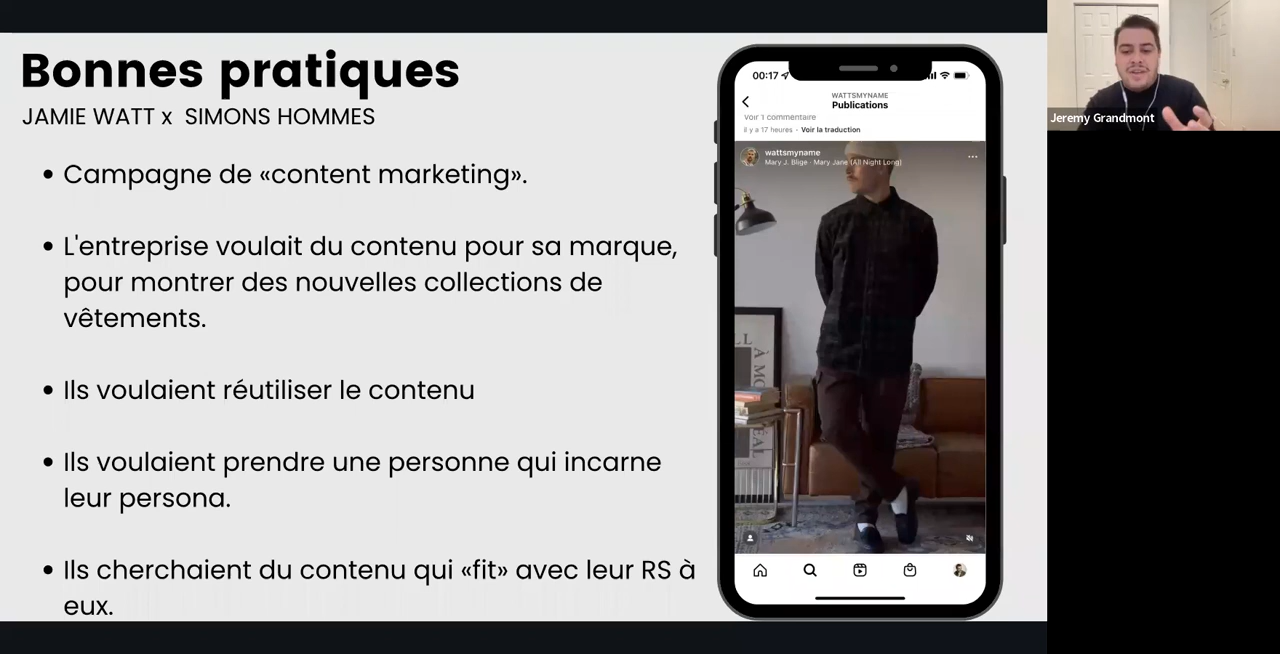 Bonnes pratiques
JAMIE WATT x SIMONS HOMMES
• Campagne de «content marketing».
• L'entreprise voulait du contenu pour sa marque,
pour montrer des nouvelles collections de
vêtements.
• Ils voulaient réutiliser le contenu
• Ils voulaient prendre une personne qui incarne
leur persona.
• Ils cherchaient du contenu qui «fit» avec leur RS à
eux.
00:17
WATTSMYNAME
Publications
Voir 1 commentaire
il y a 17 heures • Voir la traduction
wattsmyname
Mary J. Blige · Mary Jane (All Night Long)
Jeremy Grandmont